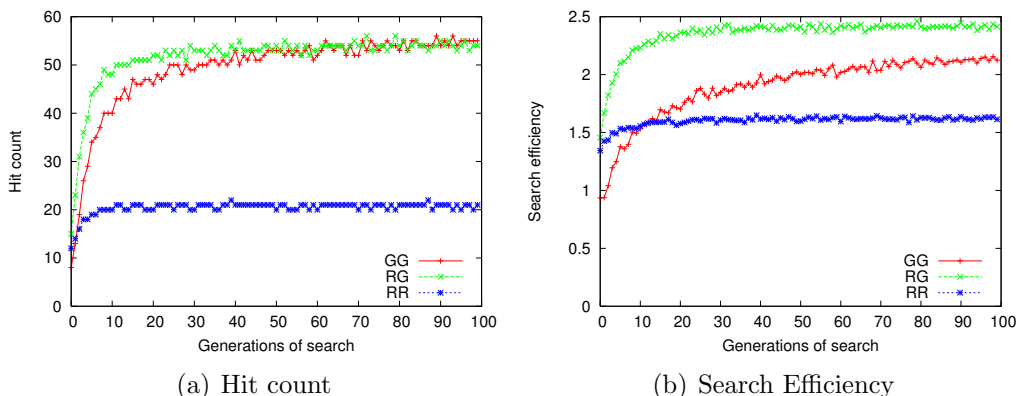 60
50
40
30
20
10
0
Hit count
GG
RG
RR
0 10 20 30 40 50 60 70 80 90 100
Generations of search
(a) Hit count
2.5
2
1.5
1
0.5
0
Search efficiency
GG
RG
RR
0 10 20 30 40 50 60 70 80 90 100
Generations of search
(b) Search Efficiency